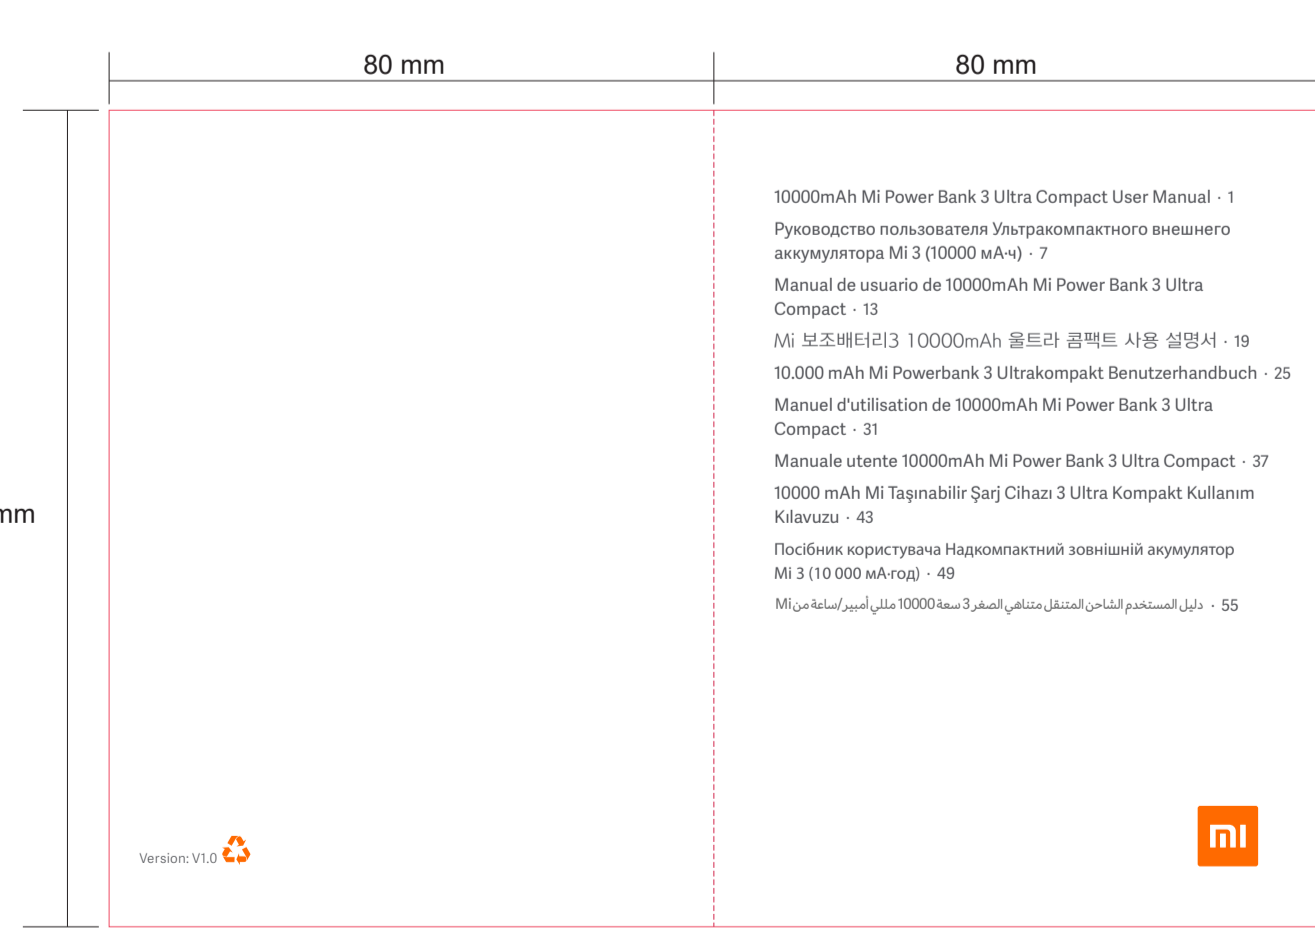 80 mm
80 mm
10000mAh Mi Power Bank 3 Ultra Compact User Manual · 1
Руководство пользователя Ультракомпактного внешнего
аккумулятора Mi 3 (10000 мА·ч) · 7
Manual de usuario de 10000mAh Mi Power Bank 3 Ultra
Compact · 13
Mi 보조배터리3 10000mAh 울트라 콤팩트 사용 설명서 · 19
10.000 mAh Mi Powerbank 3 Ultrakompakt Benutzerhandbuch · 25
Manuel d'utilisation de 10000mAh Mi Power Bank 3 Ultra
Compact · 31
Manuale utente 10000mAh Mi Power Bank 3 Ultra Compact · 37
10000 mAh Mi Taşınabilir Şarj Cihazı 3 Ultra Kompakt Kullanım
Kılavuzu · 43
mm
Посібник користувача Надкомпактний зовнішній акумулятор
Mi 3 (10 000 мА·год) · 49
دليل المستخدم الشاحن المتنقل متناهي الصغر 3 سعة 10000 مللي أمبير/ساعة من Mi · 55
mi
Version: V1.0